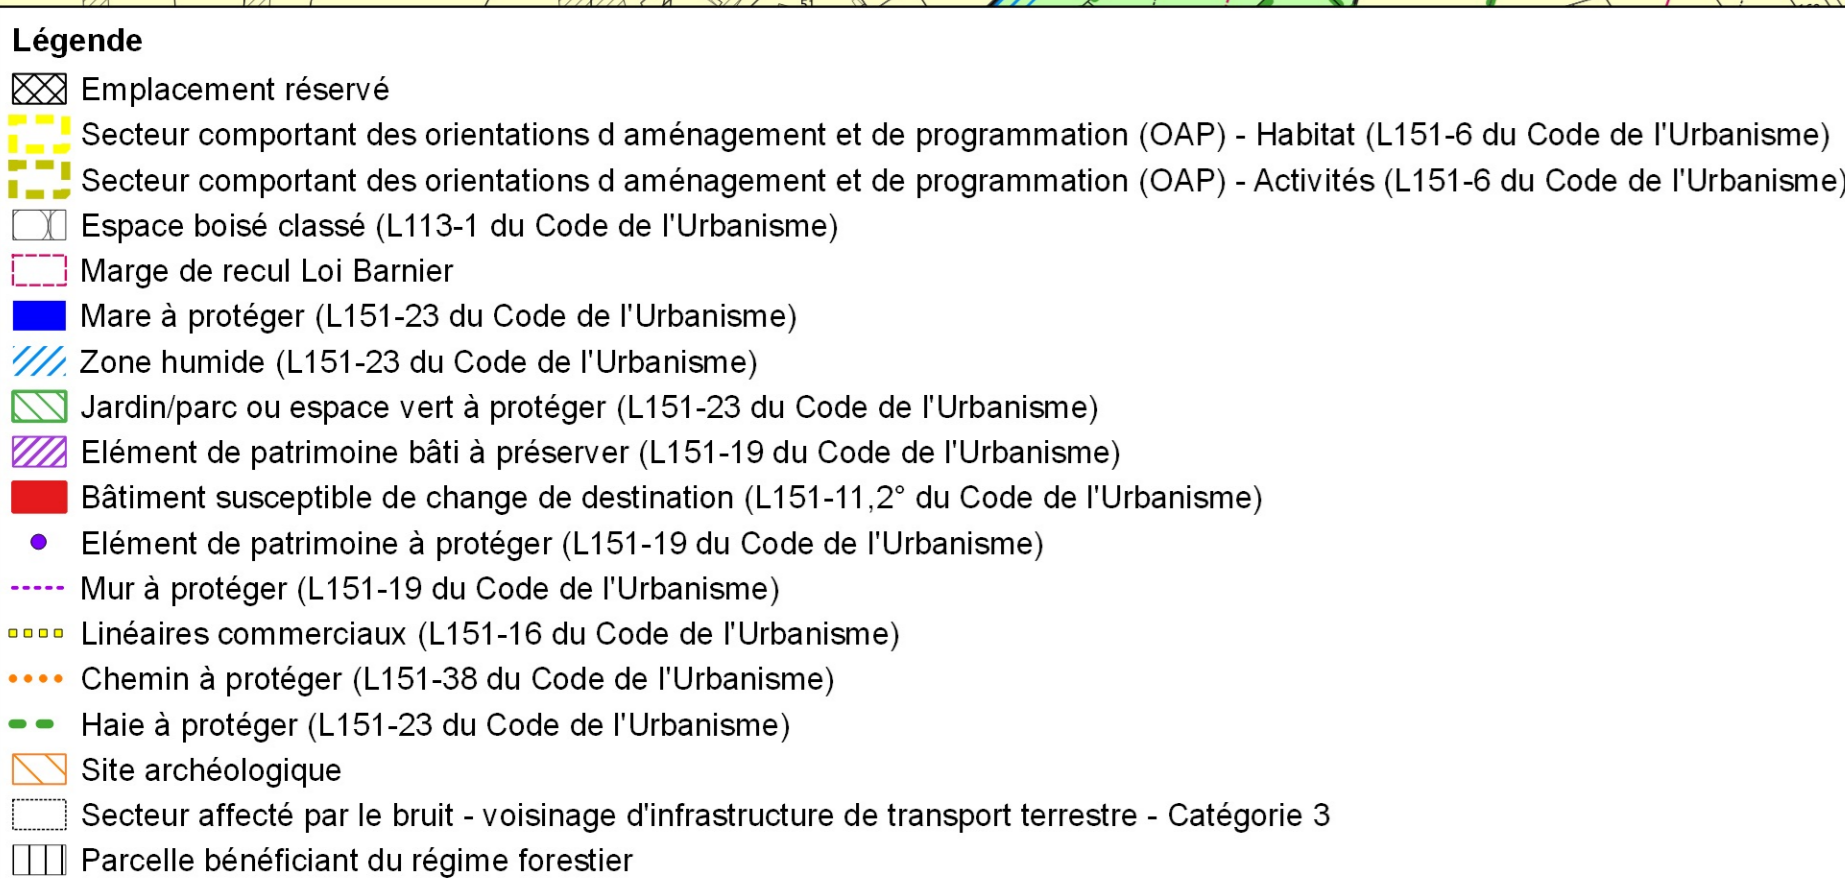 Légende
Emplacement réservé
Secteur comportant des orientations d aménagement et de programmation (OAP) - Habitat (L151-6 du Code de l'Urbanisme)
Secteur comportant des orientations d aménagement et de programmation (OAP) - Activités (L151-6 du Code de l'Urbanisme)
Espace boisé classé (L113-1 du Code de l'Urbanisme)
Marge de recul Loi Barnier
Mare à protéger (L151-23 du Code de l'Urbanisme)
Zone humide (L151-23 du Code de l'Urbanisme)
Jardin/parc ou espace vert à protéger (L151-23 du Code de l'Urbanisme)
Elément de patrimoine bâti à préserver (L151-19 du Code de l'Urbanisme)
Bâtiment susceptible de change de destination (L151-11,2° du Code de l'Urbanisme)
Elément de patrimoine à protéger (L151-19 du Code de l'Urbanisme)
Mur à protéger (L151-19 du Code de l'Urbanisme)
Linéaires commerciaux (L151-16 du Code de l'Urbanisme)
Chemin à protéger (L151-38 du Code de l'Urbanisme)
Haie à protéger (L151-23 du Code de l'Urbanisme)
Site archéologique
Secteur affecté par le bruit - voisinage d'infrastructure de transport terrestre - Catégorie 3
Parcelle bénéficiant du régime forestier